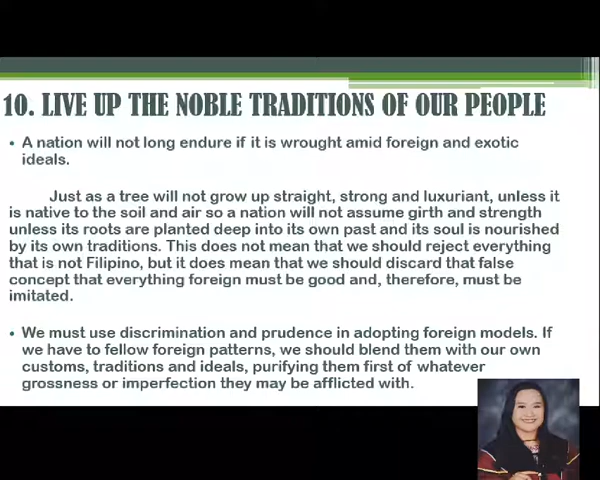 10. LIVE UP THE NOBLE TRADITIONS OF OUR PEOPLE
• A nation will not long endure if it is wrought amid foreign and exotic
ideals.
Just as a tree will not grow up straight, strong and luxuriant, unless it
is native to the soil and air so a nation will not assume girth and strength
unless its roots are planted deep into its own past and its soul is nourished
by its own traditions. This does not mean that we should reject everything
that is not Filipino, but it does mean that we should discard that false
concept that everything foreign must be good and, therefore, must be
imitated.
• We must use discrimination and prudence in adopting foreign models. If
we have to fellow foreign patterns, we should blend them with our own
customs, traditions and ideals, purifying them first of whatever
grossness or imperfection they may be afflicted with.